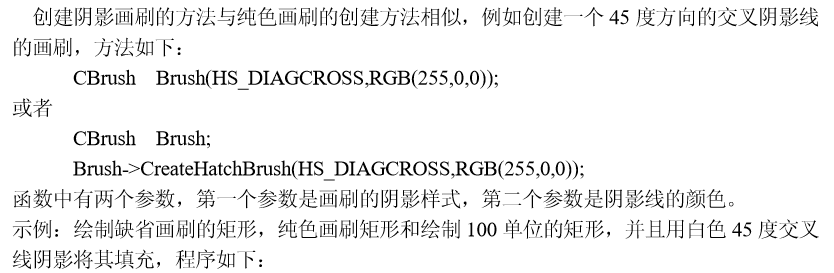 创建阴影画刷的方法与纯色画刷的创建方法相似，例如创建一个 45 度方向的交叉阴影线
的画刷，方法如下：
CBrush Brush(HS_DIAGCROSS,RGB(255,0,0));
或者
CBrush Brush;
Brush->CreateHatchBrush(HS_DIAGCROSS,RGB(255,0,0));
函数中有两个参数，第一个参数是画刷的阴影样式，第二个参数是阴影线的颜色。
示例：绘制缺省画刷的矩形，纯色画刷矩形和绘制 100 单位的矩形，并且用白色 45 度交叉
线阴影将其填充，程序如下：